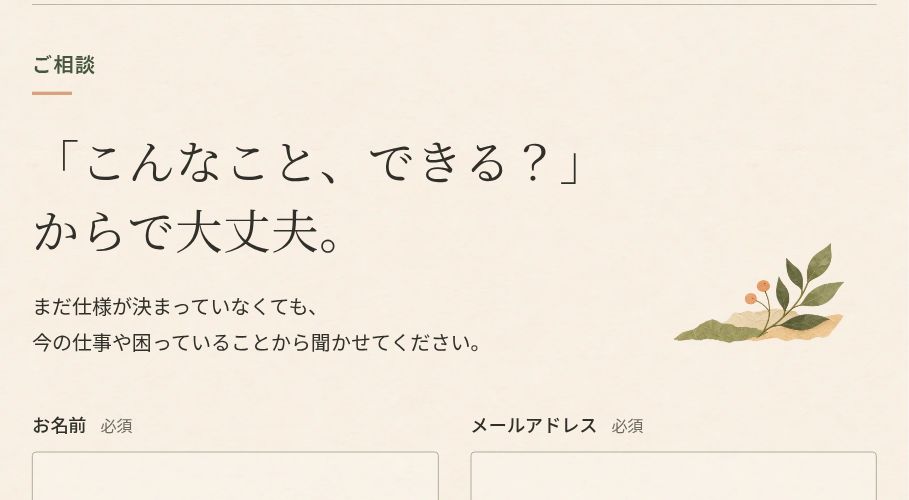 ご相談
「こんなこと、できる？」
からで大丈夫。
まだ仕様が決まっていなくても、
今の仕事や困っていることから聞かせてください。
お名前 必須
メールアドレス 必須